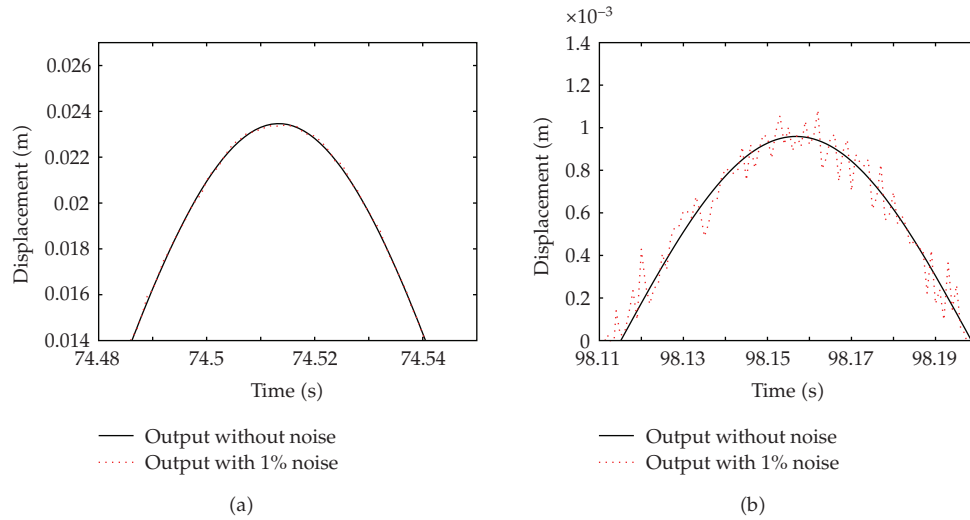 0.026
0.024
0.022
0.02
0.018
0.016
0.014
Displacement (m)
74.48
74.5
74.52
74.54
Time (s)
Output without noise
Output with 1% noise
(a)
×10⁻³
1.4
1.2
1
0.8
0.6
0.4
0.2
0
Displacement (m)
98.11
98.13
98.15
98.17
98.19
Time (s)
Output without noise
Output with 1% noise
(b)